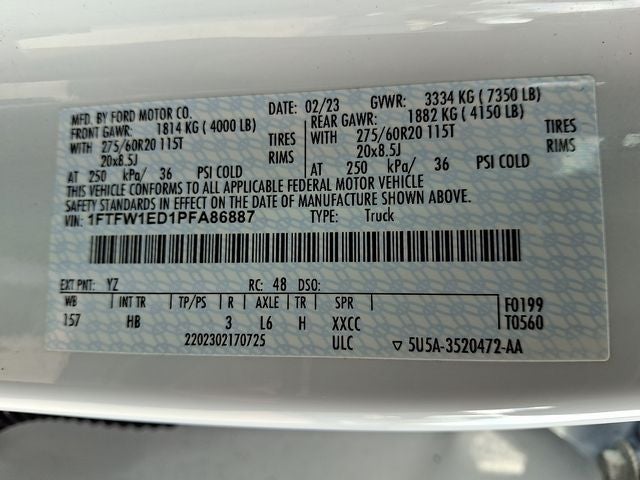 MFD. BY FORD MOTOR CO. DATE: 02/23 GVWR: 3334 KG ( 7350 LB)
FRONT GAWR: 1814 KG ( 4000 LB) REAR GAWR: 1882 KG ( 4150 LB)
WITH 275/60R20 115T TIRES WITH 275/60R20 115T TIRES
20x8.5J RIMS 20x8.5J RIMS
AT 250 kPa/ 36 PSI COLD AT 250 kPa/ 36 PSI COLD
THIS VEHICLE CONFORMS TO ALL APPLICABLE FEDERAL MOTOR VEHICLE
SAFETY STANDARDS IN EFFECT ON THE DATE OF MANUFACTURE SHOWN ABOVE.
VIN: 1FTFW1ED1PFA86887 TYPE: Truck
EXT PNT: YZ RC: 48 DSO:
WB INT TR TP/PS R AXLE TR SPR F0199
157 HB 3 L6 H XXCC T0560
2202302170725 ULC ▽ 5U5A-3520472-AA